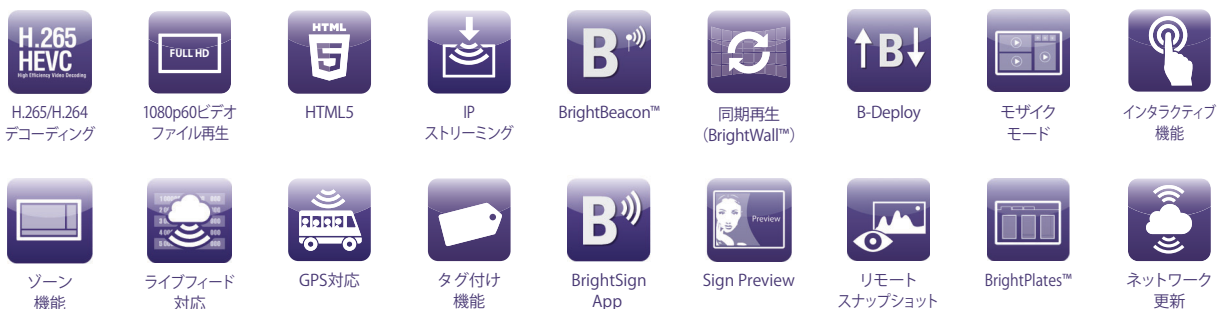 H.265
HEVC
High Efficiency Video Decoding
H.265/H.264
デコーディング
FULL HD
1080p60ビデオ
ファイル再生
HTML
5
HTML5
IP
ストリーミング
B
BrightBeacon™
同期再生
(BrightWall™)
B
B-Deploy
モザイク
モード
インタラクティブ
機能
ゾーン
機能
ライブフィード
対応
GPS対応
タグ付け
機能
B
BrightSign
App
Preview
Sign Preview
リモート
スナップショット
BrightPlates™
ネットワーク
更新